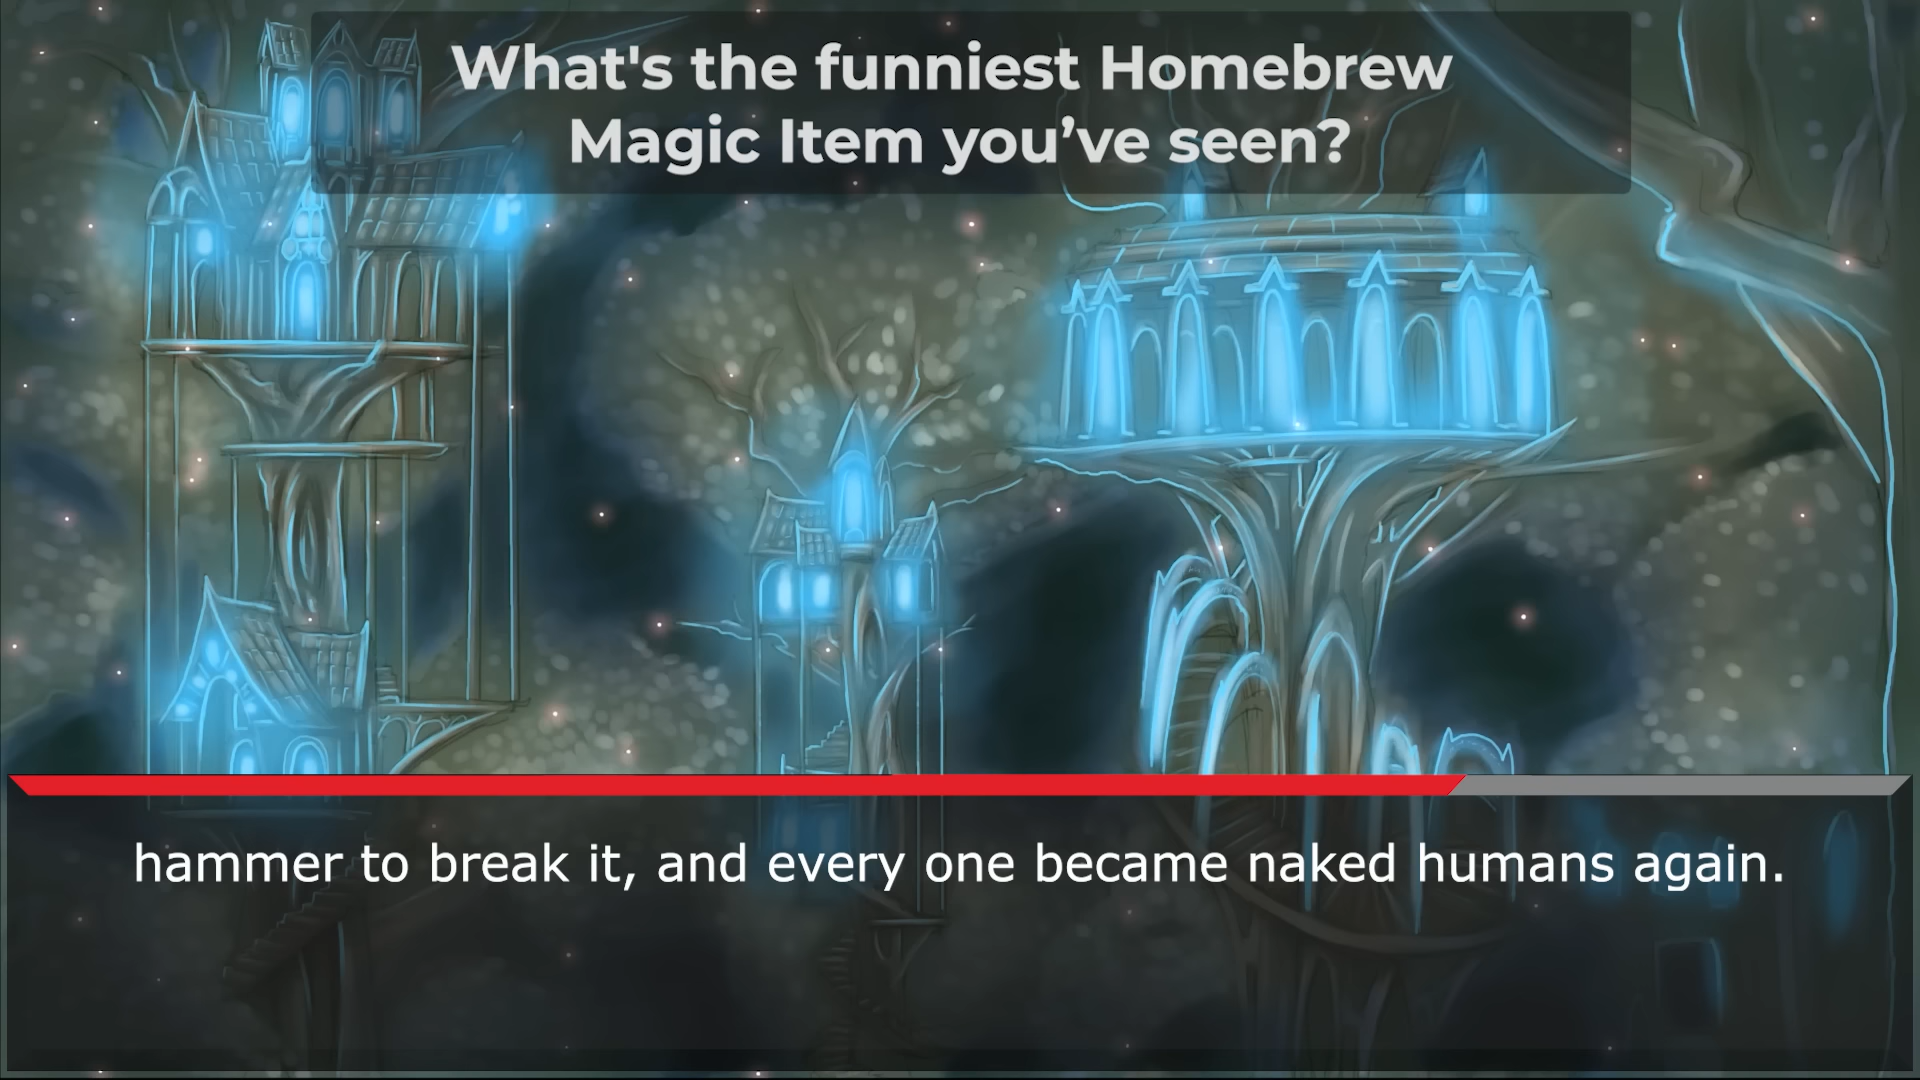 What's the funniest Homebrew
Magic Item you’ve seen?
hammer to break it, and every one became naked humans again.